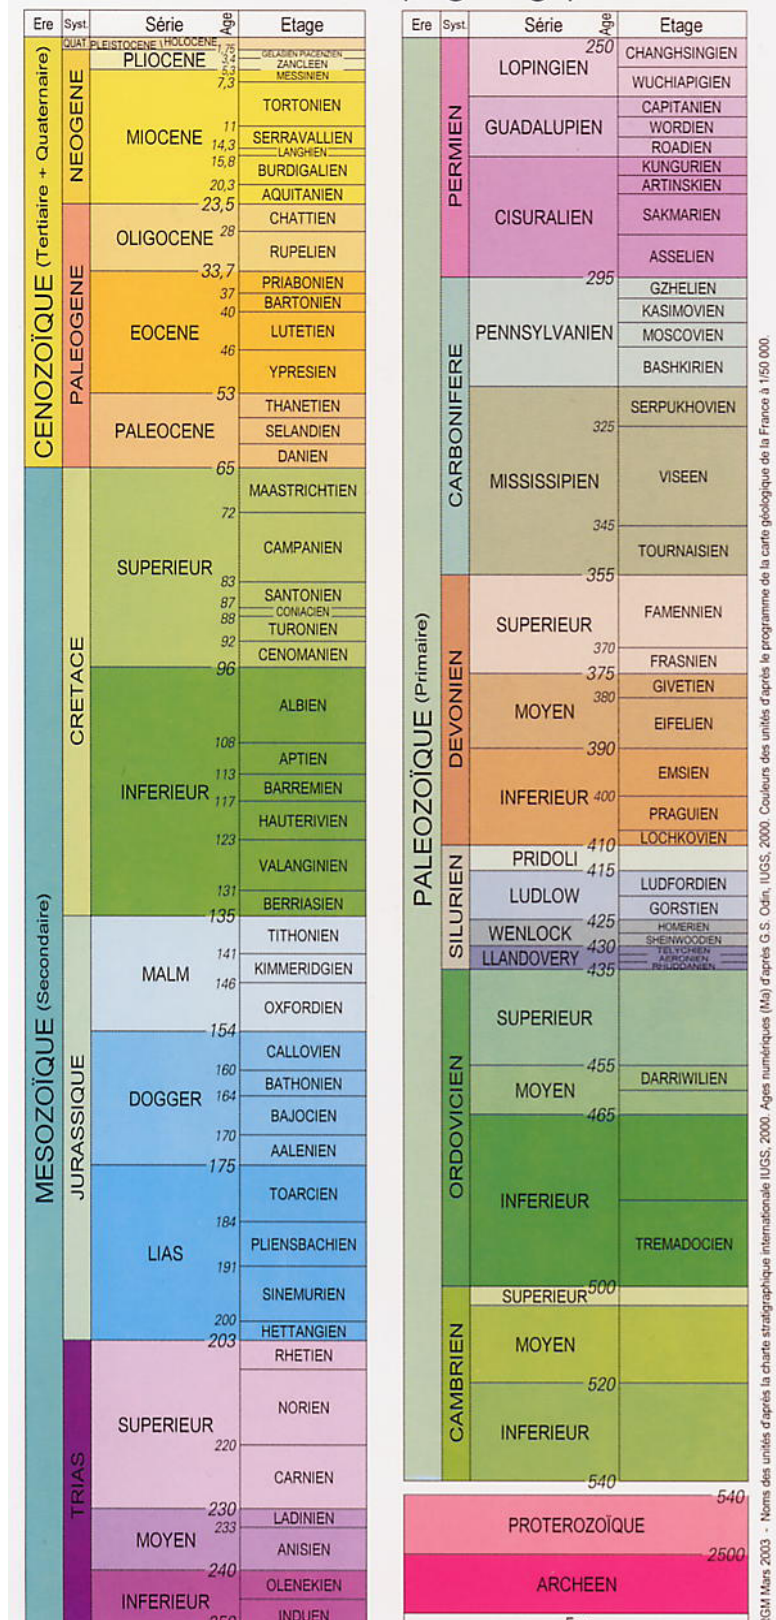 Ere Syst. Série Age Etage
QUAT. PLEISTOCENE \ HOLOCENE 1,75
PLIOCENE 3,4 GELASIEN PIACENZIEN
5,3 ZANCLEEN
7,3 MESSINIEN
TORTONIEN
11
MIOCENE SERRAVALLIEN
14,3
LANGHIEN
15,8
BURDIGALIEN
20,3
AQUITANIEN
23,5
NEOGENE
CHATTIEN
OLIGOCENE 28
RUPELIEN
33,7
PRIABONIEN
37
BARTONIEN
40
EOCENE LUTETIEN
46
YPRESIEN
53
THANETIEN
PALEOCENE SELANDIEN
DANIEN
65
PALEOGENE
CENOZOÏQUE (Tertiaire + Quaternaire)
MAASTRICHTIEN
72
CAMPANIEN
SUPERIEUR
83
SANTONIEN
87
CONIACIEN
88
TURONIEN
92
CENOMANIEN
96
ALBIEN
108
APTIEN
113
INFERIEUR BARREMIEN
117
HAUTERIVIEN
123
VALANGINIEN
131
BERRIASIEN
135
CRETACE
TITHONIEN
141
MALM KIMMERIDGIEN
146
OXFORDIEN
154
CALLOVIEN
160
DOGGER BATHONIEN
164
BAJOCIEN
170
AALENIEN
175
TOARCIEN
184
LIAS PLIENSBACHIEN
191
SINEMURIEN
200
HETTANGIEN
203
JURASSIQUE
RHETIEN
NORIEN
SUPERIEUR
220
CARNIEN
230
LADINIEN
233
MOYEN ANISIEN
240
OLENEKIEN
INFERIEUR
INDUEN
TRIAS
MESOZOÏQUE (Secondaire)
Ere Syst. Série Age Etage
250
CHANGHSINGIEN
LOPINGIEN
WUCHIAPIGIEN
CAPITANIEN
GUADALUPIEN WORDIEN
ROADIEN
KUNGURIEN
ARTINSKIEN
CISURALIEN SAKMARIEN
ASSELIEN
295
PERMIEN
GZHELIEN
KASIMOVIEN
PENNSYLVANIEN MOSCOVIEN
BASHKIRIEN
SERPUKHOVIEN
325
MISSISSIPIEN VISEEN
345
TOURNAISIEN
355
CARBONIFERE
FAMENNIEN
SUPERIEUR
370
FRASNIEN
375
GIVETIEN
380
MOYEN EIFELIEN
390
EMSIEN
INFERIEUR 400
PRAGUIEN
LOCHKOVIEN
410
DEVONIEN
PRIDOLI
415
LUDFORDIEN
LUDLOW GORSTIEN
425
WENLOCK HOMERIEN
SHEINWOODIEN
430
LLANDOVERY TELYCHIEN
AERONIEN
RHUDDANIEN
435
SILURIEN
SUPERIEUR
455
MOYEN DARRIWILIEN
465
INFERIEUR
TREMADOCIEN
500
ORDOVICIEN
SUPERIEUR
MOYEN
520
INFERIEUR
540
CAMBRIEN
PALEOZOÏQUE (Primaire)
540
PROTEROZOÏQUE
2500
ARCHEEN
GM Mars 2003 - Noms des unités d'après la charte stratigraphique internationale IUGS, 2000. Ages numériques (Ma) d'après G.S. Odin, IUGS, 2000. Couleurs des unités d'après le programme de la carte géologique de la France à 1/50 000.